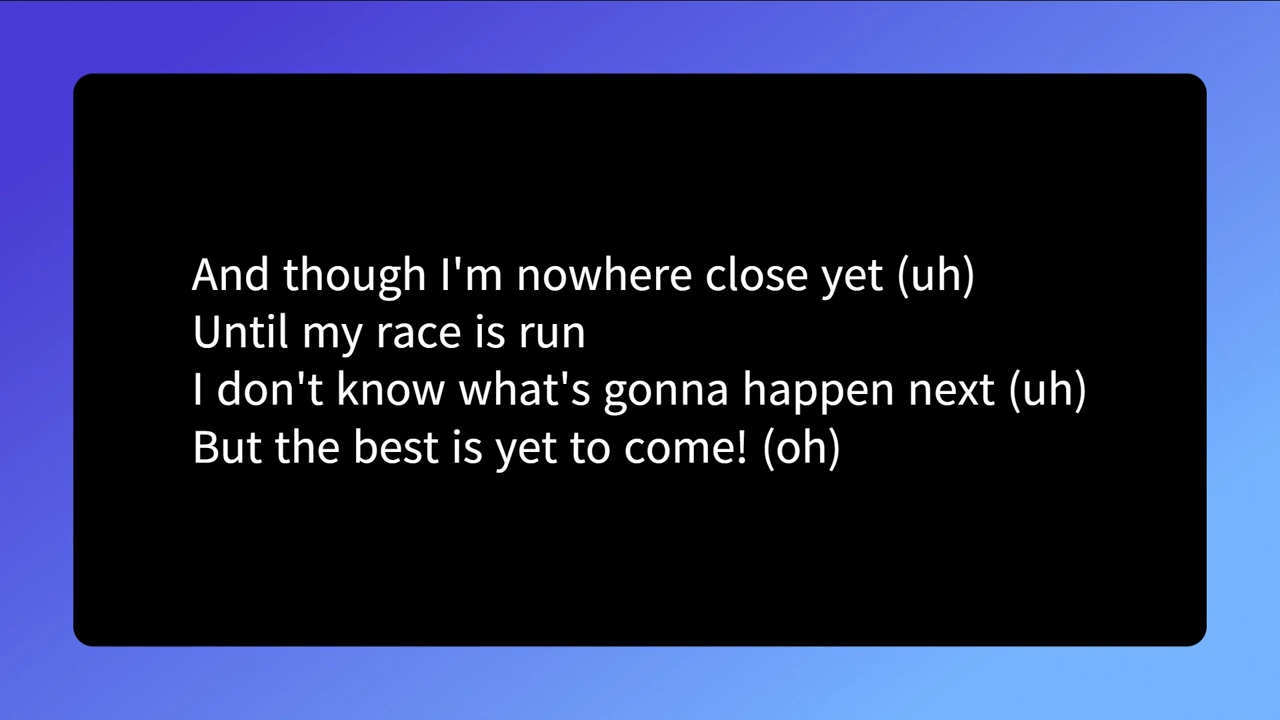 And though I'm nowhere close yet (uh)
Until my race is run
I don't know what's gonna happen next (uh)
But the best is yet to come! (oh)